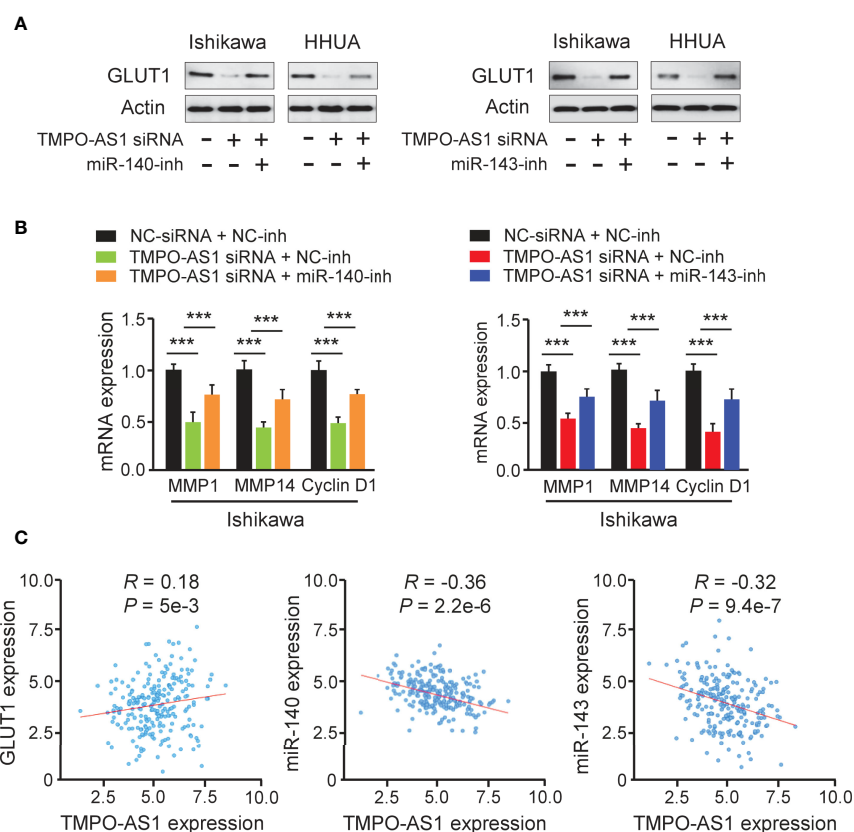 A
Ishikawa HHUA
GLUT1
Actin
TMPO-AS1 siRNA − + + − + +
miR-140-inh − − + − − +
Ishikawa HHUA
GLUT1
Actin
TMPO-AS1 siRNA − + + − + +
miR-143-inh − − + − − +
B
NC-siRNA + NC-inh
TMPO-AS1 siRNA + NC-inh
TMPO-AS1 siRNA + miR-140-inh
mRNA expression
1.5
1.0
0.5
0.0
*** *** ***
*** *** ***
MMP1 MMP14 Cyclin D1
Ishikawa
NC-siRNA + NC-inh
TMPO-AS1 siRNA + NC-inh
TMPO-AS1 siRNA + miR-143-inh
mRNA expression
1.5
1.0
0.5
0.0
*** *** ***
*** *** ***
MMP1 MMP14 Cyclin D1
Ishikawa
C
GLUT1 expression
10.0
7.5
5.0
2.5
0
R = 0.18
P = 5e-3
2.5 5.0 7.5 10.0
TMPO-AS1 expression
miR-140 expression
10.0
7.5
5.0
2.5
0
R = -0.36
P = 2.2e-6
2.5 5.0 7.5 10.0
TMPO-AS1 expression
miR-143 expression
10.0
7.5
5.0
2.5
0
R = -0.32
P = 9.4e-7
2.5 5.0 7.5 10.0
TMPO-AS1 expression